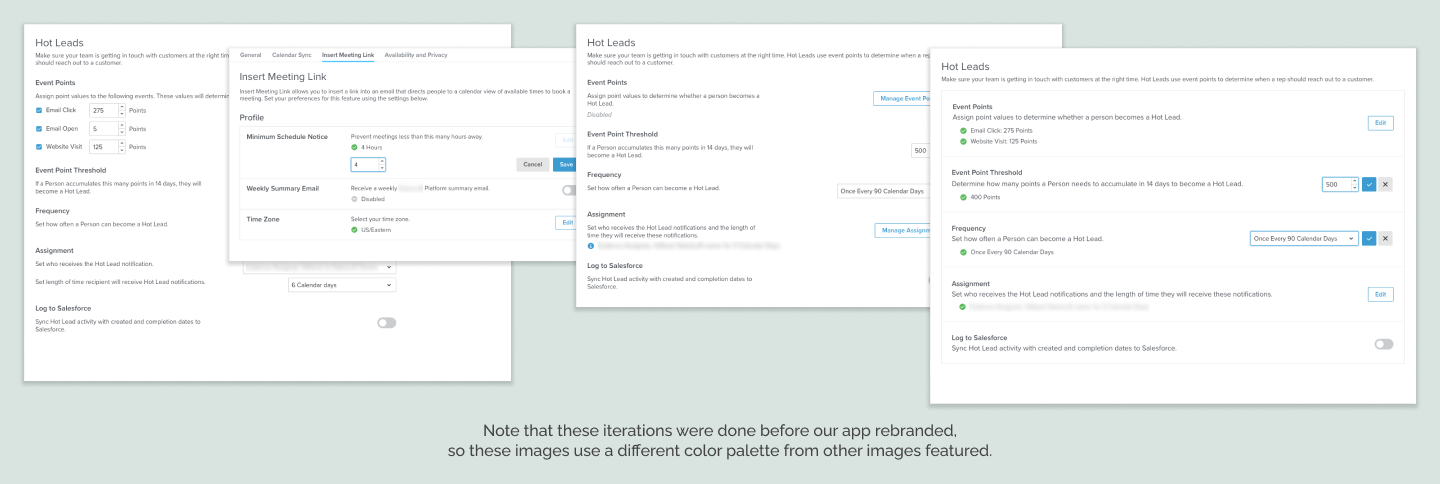 Hot Leads
Make sure your team is getting in touch with customers at the right tim
should reach out to a customer.
Event Points
Assign point values to the following events. These values will determin
Email Click 275 Points
Email Open 5 Points
Website Visit 125 Points
Event Point Threshold
If a Person accumulates this many points in 14 days, they will
become a Hot Lead.
Frequency
Set how often a Person can become a Hot Lead.
Assignment
Set who receives the Hot Lead notification.
Set length of time recipient will receive Hot Lead notifications.
6 Calendar days
Log to Salesforce
Sync Hot Lead activity with created and completion dates to
Salesforce.
General Calendar Sync Insert Meeting Link Availability and Privacy
Insert Meeting Link
Insert Meeting Link allows you to insert a link into an email that directs people to a calendar view of available times to book a
meeting. Set your preferences for this feature using the settings below.
Profile
Minimum Schedule Notice Prevent meetings less than this many hours away. Edit
4 Hours
4 Cancel Save
Weekly Summary Email Receive a weekly Platform summary email.
Disabled
Time Zone Select your time zone. Edit
US/Eastern
Hot Leads
Make sure your team is getting in touch with customers at the right time. Hot Leads use event points to determine when a rep
should reach out to a customer.
Event Points
Assign point values to determine whether a person becomes a
Hot Lead.
Manage Event Po
Disabled
Event Point Threshold
If a Person accumulates this many points in 14 days, they will
become a Hot Lead.
500
Frequency
Set how often a Person can become a Hot Lead.
Once Every 90 Calendar Days
Assignment
Set who receives the Hot Lead notifications and the length of
time they will receive these notifications.
Manage Assignm
Log to Salesforce
Sync Hot Lead activity with created and completion dates to
Salesforce.
Hot Leads
Make sure your team is getting in touch with customers at the right time. Hot Leads use event points to determine when a rep should reach out to a customer.
Event Points
Assign point values to determine whether a person becomes a Hot Lead.
Edit
Email Click: 275 Points
Website Visit: 125 Points
Event Point Threshold
Determine how many points a Person needs to accumulate in 14 days to become a Hot Lead.
500
400 Points
Frequency
Set how often a Person can become a Hot Lead.
Once Every 90 Calendar Days
Once Every 90 Calendar Days
Assignment
Set who receives the Hot Lead notifications and the length of time they will receive these notifications.
Edit
Log to Salesforce
Sync Hot Lead activity with created and completion dates to Salesforce.
Note that these iterations were done before our app rebranded,
so these images use a different color palette from other images featured.